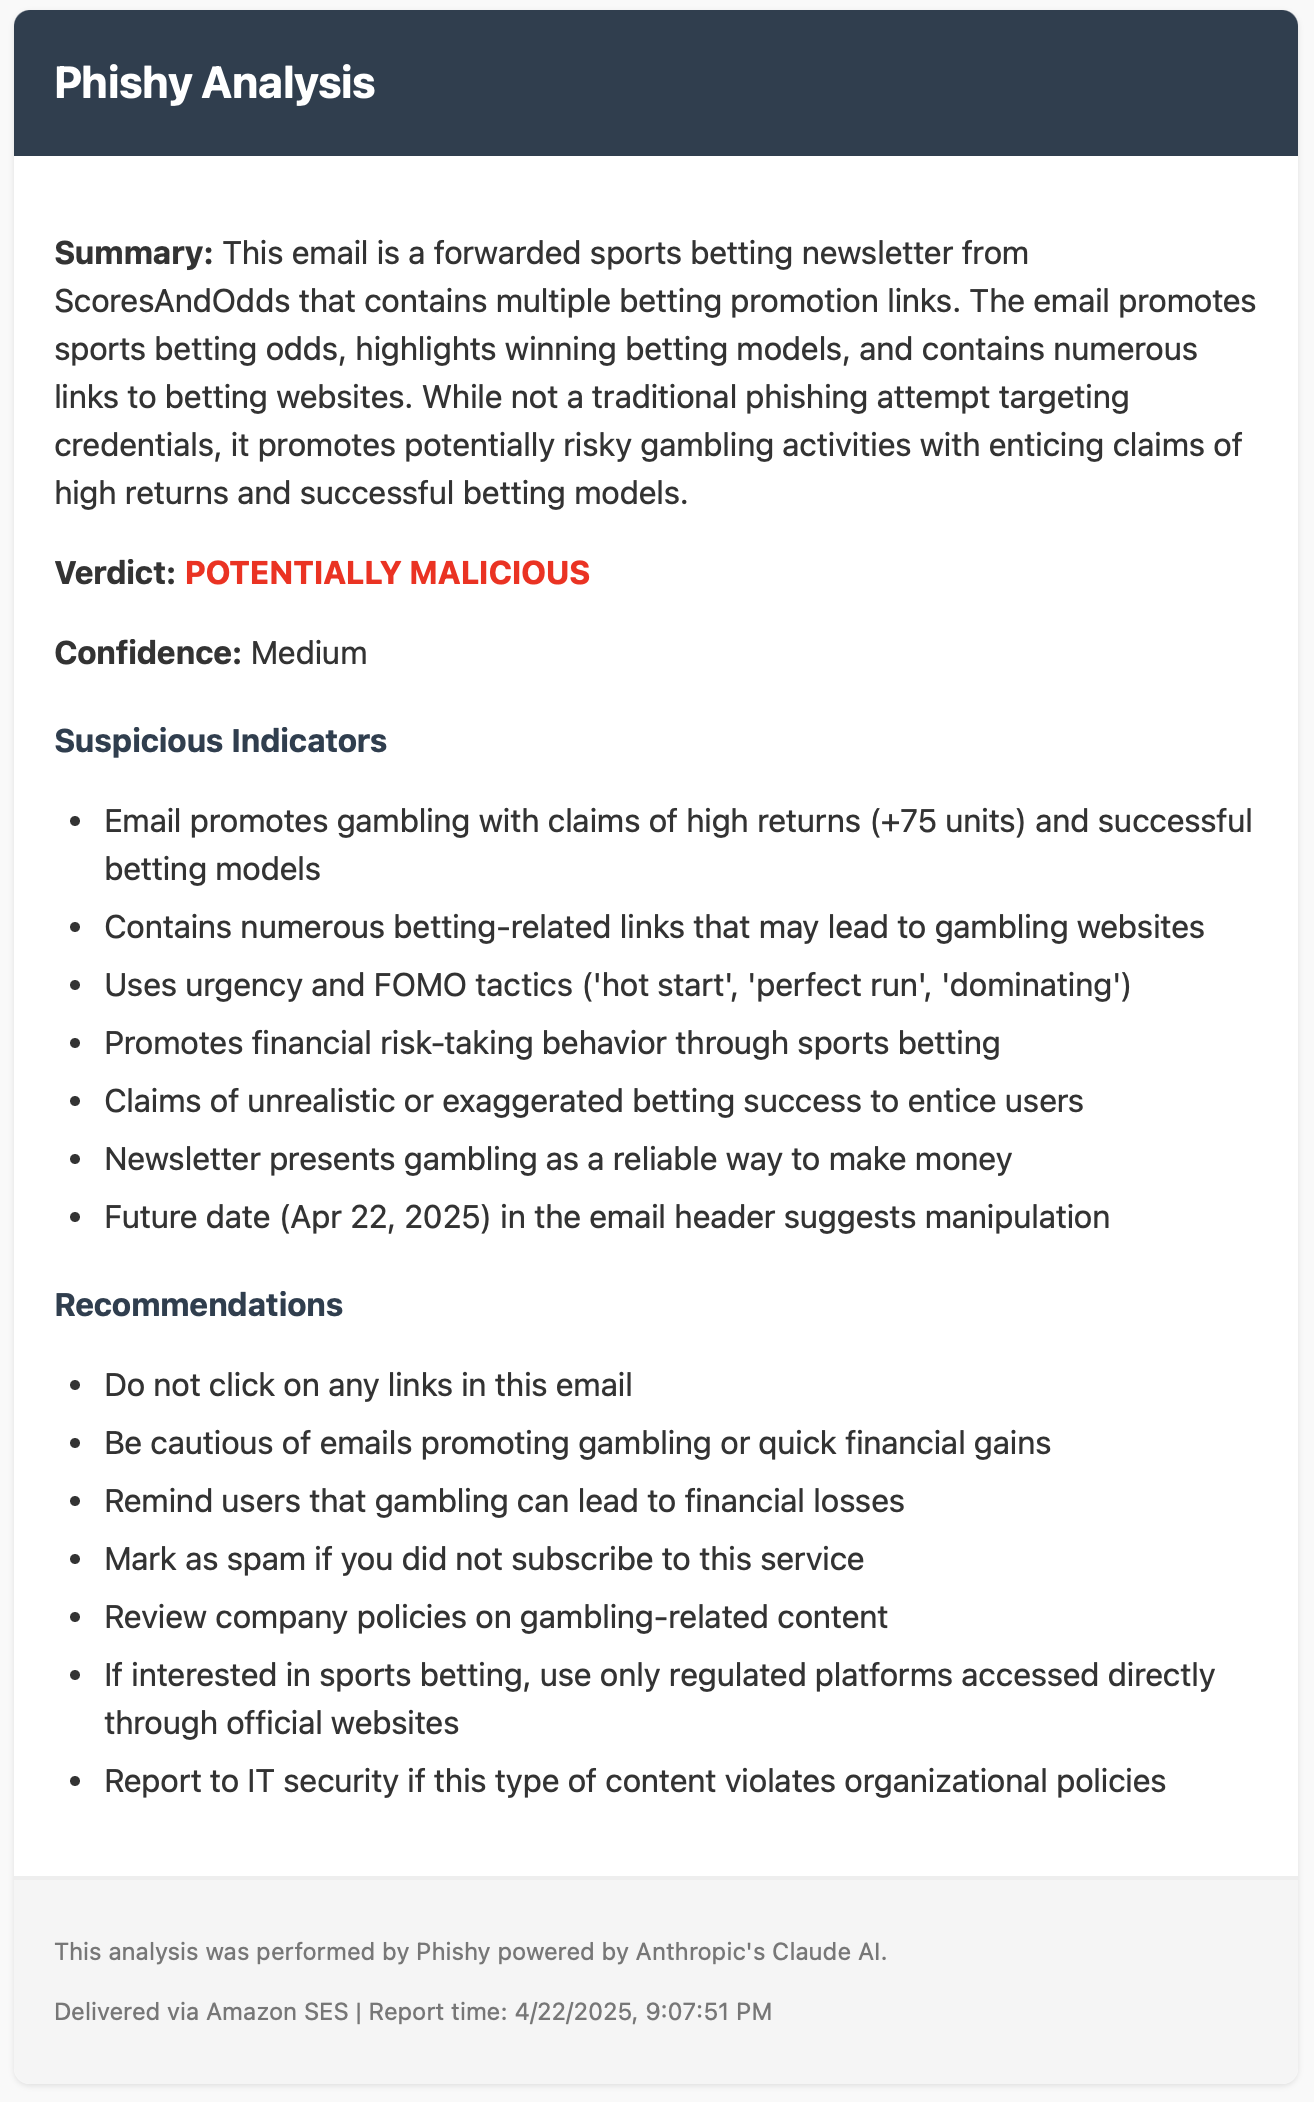 Phishy Analysis
Summary: This email is a forwarded sports betting newsletter from
ScoresAndOdds that contains multiple betting promotion links. The email promotes
sports betting odds, highlights winning betting models, and contains numerous
links to betting websites. While not a traditional phishing attempt targeting
credentials, it promotes potentially risky gambling activities with enticing claims of
high returns and successful betting models.
Verdict: POTENTIALLY MALICIOUS
Confidence: Medium
Suspicious Indicators
• Email promotes gambling with claims of high returns (+75 units) and successful
betting models
• Contains numerous betting-related links that may lead to gambling websites
• Uses urgency and FOMO tactics ('hot start', 'perfect run', 'dominating')
• Promotes financial risk-taking behavior through sports betting
• Claims of unrealistic or exaggerated betting success to entice users
• Newsletter presents gambling as a reliable way to make money
• Future date (Apr 22, 2025) in the email header suggests manipulation
Recommendations
• Do not click on any links in this email
• Be cautious of emails promoting gambling or quick financial gains
• Remind users that gambling can lead to financial losses
• Mark as spam if you did not subscribe to this service
• Review company policies on gambling-related content
• If interested in sports betting, use only regulated platforms accessed directly
through official websites
• Report to IT security if this type of content violates organizational policies
This analysis was performed by Phishy powered by Anthropic's Claude AI.
Delivered via Amazon SES | Report time: 4/22/2025, 9:07:51 PM